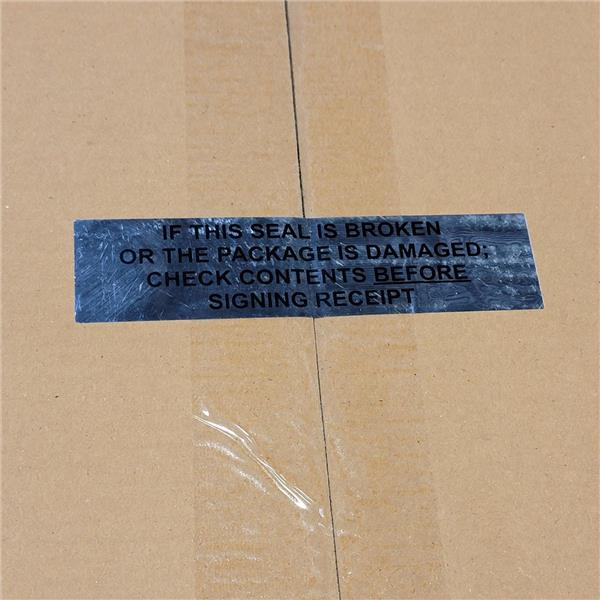 IF THIS SEAL IS BROKEN
OR THE PACKAGE IS DAMAGED;
CHECK CONTENTS BEFORE
SIGNING RECEIPT